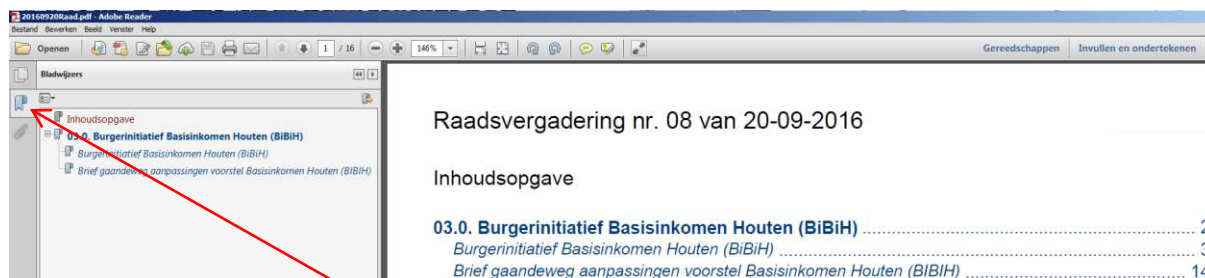 20160920Raad.pdf - Adobe Reader
Bestand Bewerken Beeld Venster Help
Openen 1 / 16 146% Gereedschappen Invullen en ondertekenen
Bladwijzers
Inhoudsopgave
03.0. Burgerinitiatief Basisinkomen Houten (BiBiH)
Burgerinitiatief Basisinkomen Houten (BiBiH)
Brief gaandeweg aanpassingen voorstel Basisinkomen Houten (BIBIH)
Raadsvergadering nr. 08 van 20-09-2016
Inhoudsopgave
03.0. Burgerinitiatief Basisinkomen Houten (BiBiH) ........ 2
Burgerinitiatief Basisinkomen Houten (BiBiH) ........ 3
Brief gaandeweg aanpassingen voorstel Basisinkomen Houten (BIBIH) ........ 14